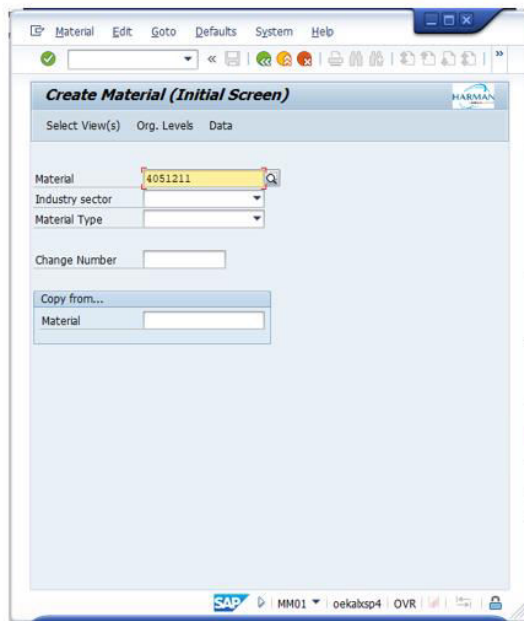 Material Edit Goto Defaults System Help
Create Material (Initial Screen)
HARMAN
Select View(s) Org. Levels Data
Material 4051211
Industry sector
Material Type
Change Number
Copy from...
Material
SAP MM01 oekalxsp4 OVR